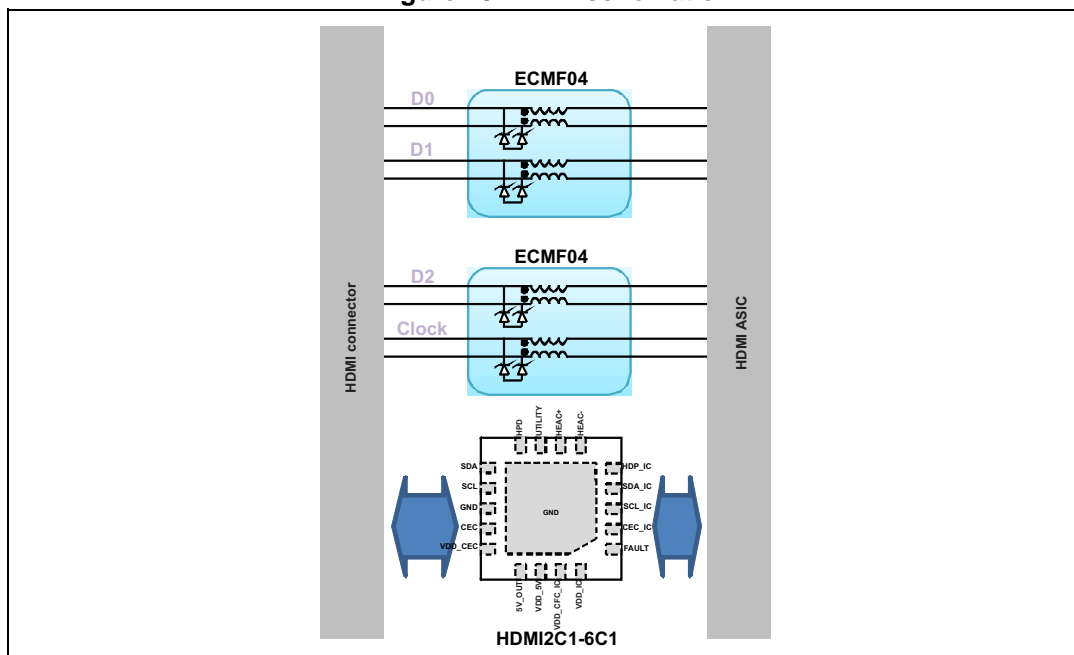 ECMF04
D0
D1
ECMF04
D2
Clock
HDMI connector
HDMI ASIC
HPD
UTILITY
HEAC+
HEAC-
SDA
SCL
GND
CEC
VDD_CEC
GND
HDP_IC
SDA_IC
SCL_IC
CEC_IC
FAULT
5V_OUT
VDD_5V
VDD_CFC_IC
VDD_IC
HDMI2C1-6C1